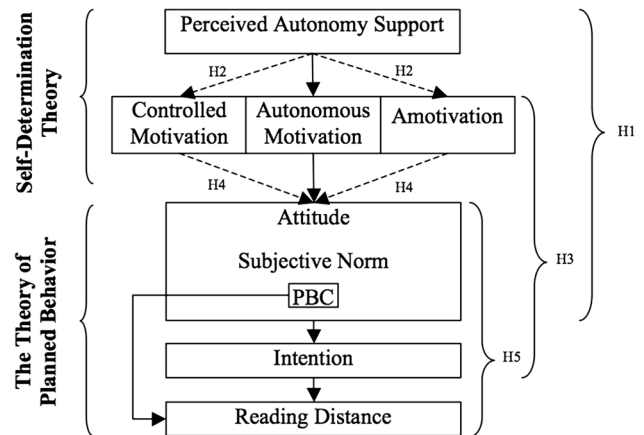 Perceived Autonomy Support
H2
H2
Controlled
Motivation
Autonomous
Motivation
Amotivation
H4
H4
Self-Determination
Theory
Attitude
Subjective Norm
PBC
Intention
Reading Distance
The Theory of
Planned Behavior
H1
H3
H5